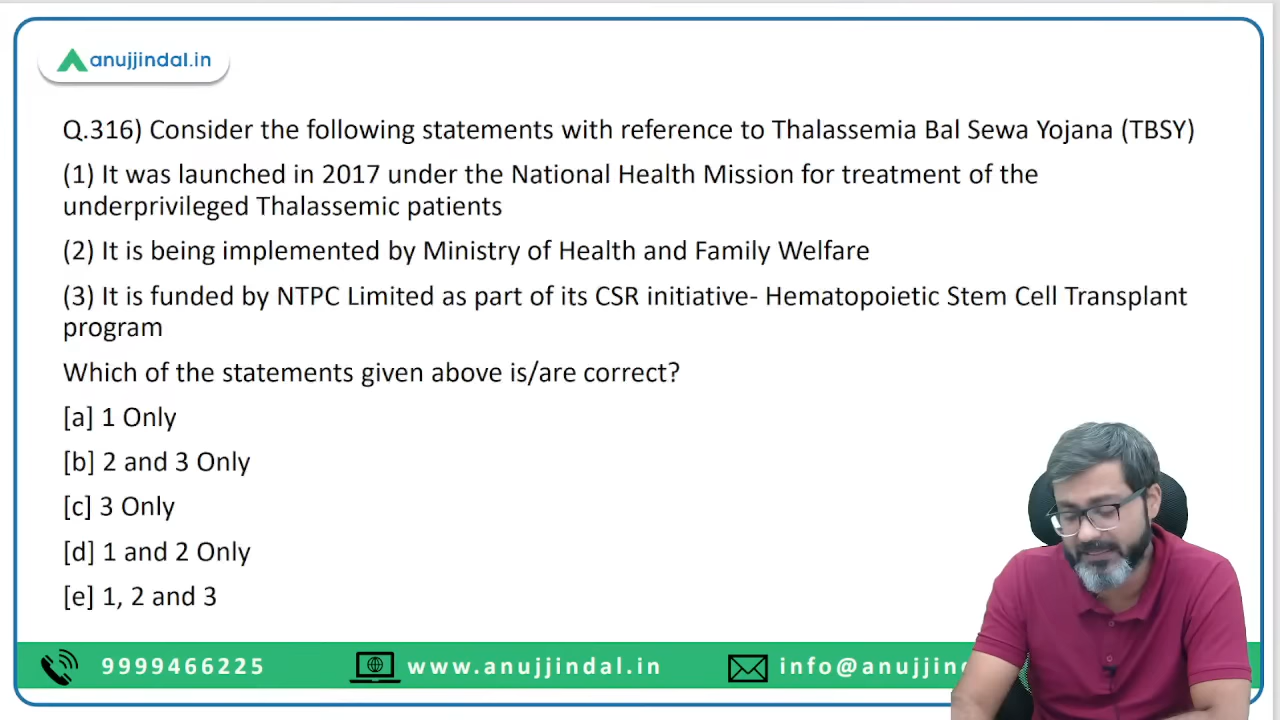 anujjindal.in
Q.316) Consider the following statements with reference to Thalassemia Bal Sewa Yojana (TBSY)
(1) It was launched in 2017 under the National Health Mission for treatment of the
underprivileged Thalassemic patients
(2) It is being implemented by Ministry of Health and Family Welfare
(3) It is funded by NTPC Limited as part of its CSR initiative- Hematopoietic Stem Cell Transplant
program
Which of the statements given above is/are correct?
[a] 1 Only
[b] 2 and 3 Only
[c] 3 Only
[d] 1 and 2 Only
[e] 1, 2 and 3
9999466225 www.anujjindal.in